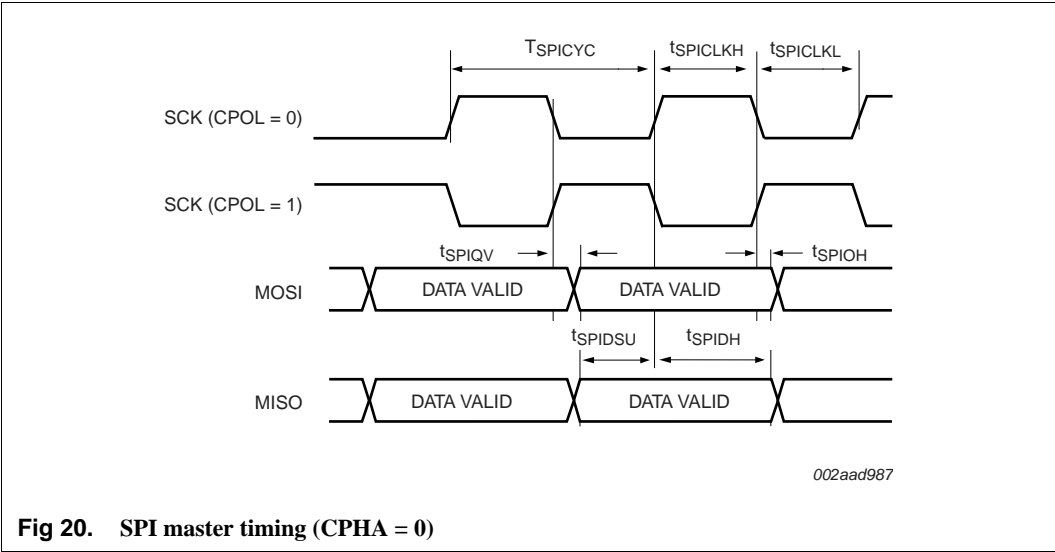 TSPICYC tSPICLKH tSPICLKL
SCK (CPOL = 0)
SCK (CPOL = 1)
tSPIQV tSPIOH
MOSI DATA VALID DATA VALID
tSPIDSU tSPIDH
MISO DATA VALID DATA VALID
002aad987
Fig 20. SPI master timing (CPHA = 0)